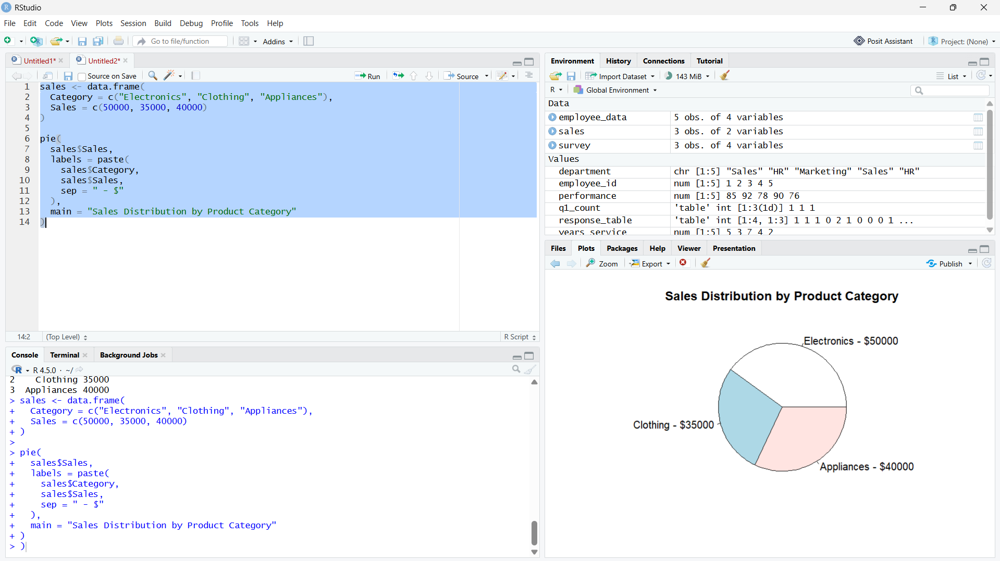 RStudio
File Edit Code View Plots Session Build Debug Profile Tools Help
Go to file/function Addins Posit Assistant Project: (None)
Untitled1* Untitled2*
Source on Save Run Source
1 sales <- data.frame(
2 Category = c("Electronics", "Clothing", "Appliances"),
3 Sales = c(50000, 35000, 40000)
4 )
5
6 pie(
7 sales$Sales,
8 labels = paste(
9 sales$Category,
10 sales$Sales,
11 sep = " - $"
12 ),
13 main = "Sales Distribution by Product Category"
14 )
14:2 (Top Level) R Script
Console Terminal Background Jobs
R 4.5.0 · ~/
2 Clothing 35000
3 Appliances 40000
> sales <- data.frame(
+ Category = c("Electronics", "Clothing", "Appliances"),
+ Sales = c(50000, 35000, 40000)
+ )
>
> pie(
+ sales$Sales,
+ labels = paste(
+ sales$Category,
+ sales$Sales,
+ sep = " - $"
+ ),
+ main = "Sales Distribution by Product Category"
+ )
> )
Environment History Connections Tutorial
Import Dataset 143 MiB List
R Global Environment
Data
employee_data 5 obs. of 4 variables
sales 3 obs. of 2 variables
survey 3 obs. of 4 variables
Values
department chr [1:5] "Sales" "HR" "Marketing" "Sales" "HR"
employee_id num [1:5] 1 2 3 4 5
performance num [1:5] 85 92 78 90 76
q1_count 'table' int [1:3(1d)] 1 1 1
response_table 'table' int [1:4, 1:3] 1 1 1 0 2 1 0 0 0 1 ...
years_service num [1:5] 5 3 7 4 2
Files Plots Packages Help Viewer Presentation
Zoom Export Publish
Sales Distribution by Product Category
Electronics - $50000
Clothing - $35000
Appliances - $40000